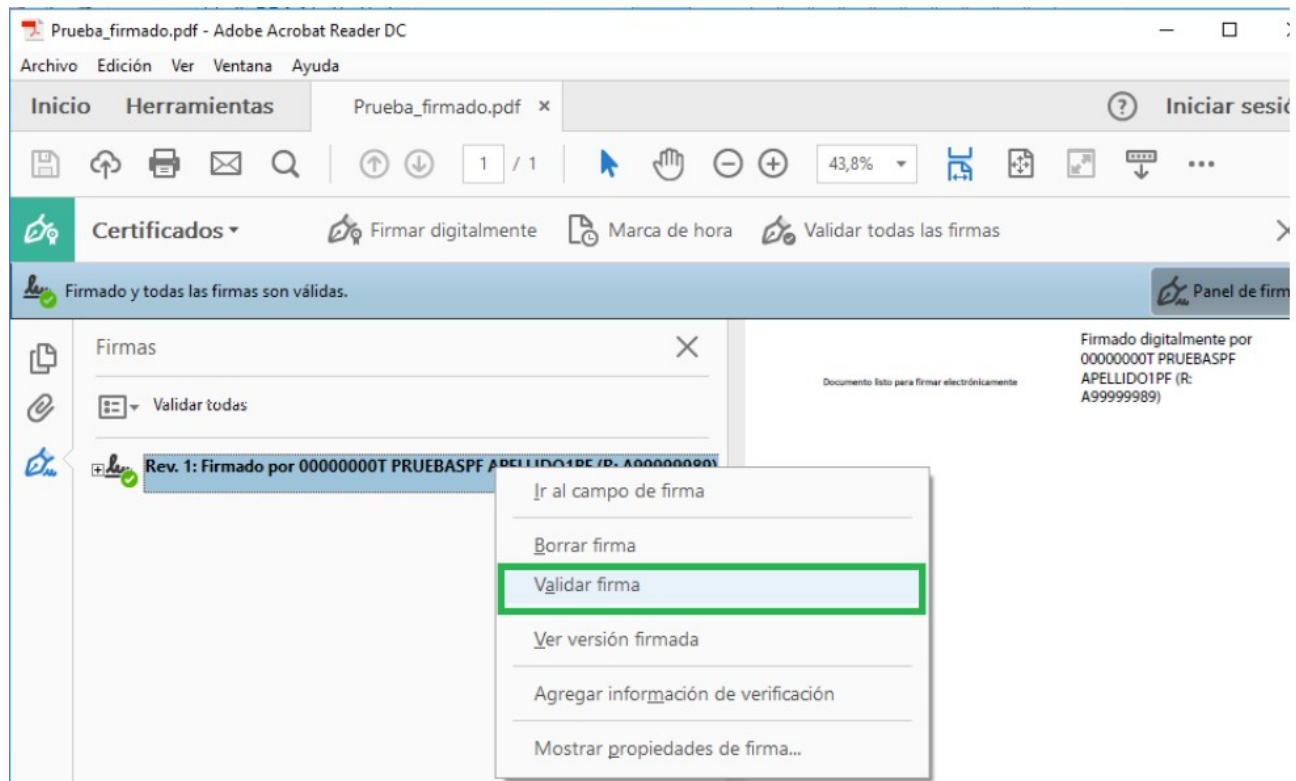 Prueba_firmado.pdf - Adobe Acrobat Reader DC
Archivo Edición Ver Ventana Ayuda
Inicio Herramientas Prueba_firmado.pdf × ? Iniciar sesió
1 / 1 43,8%
Certificados Firmar digitalmente Marca de hora Validar todas las firmas
Firmado y todas las firmas son válidas. Panel de firm
Firmas
Validar todas
Rev. 1: Firmado por 00000000T PRUEBASPF APELLIDO1PF (R: A99999989)
Ir al campo de firma
Borrar firma
Validar firma
Ver versión firmada
Agregar información de verificación
Mostrar propiedades de firma...
Documento listo para firmar electrónicamente
Firmado digitalmente por
00000000T PRUEBASPF
APELLIDO1PF (R:
A99999989)